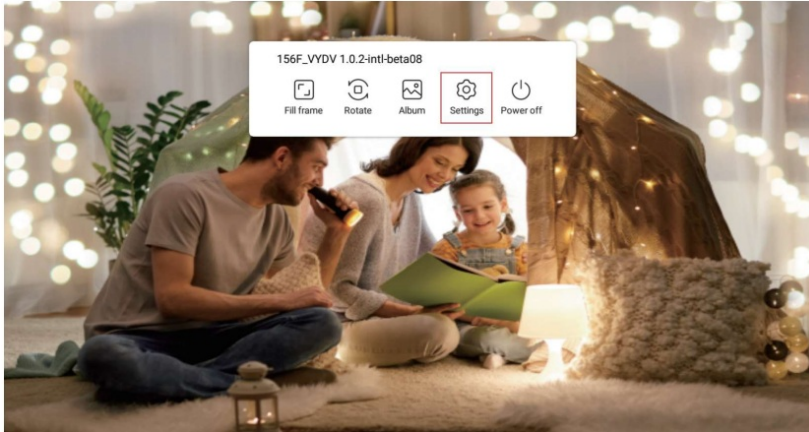 156F_VYDV 1.0.2-intl-beta08
Fill frame Rotate Album Settings Power off